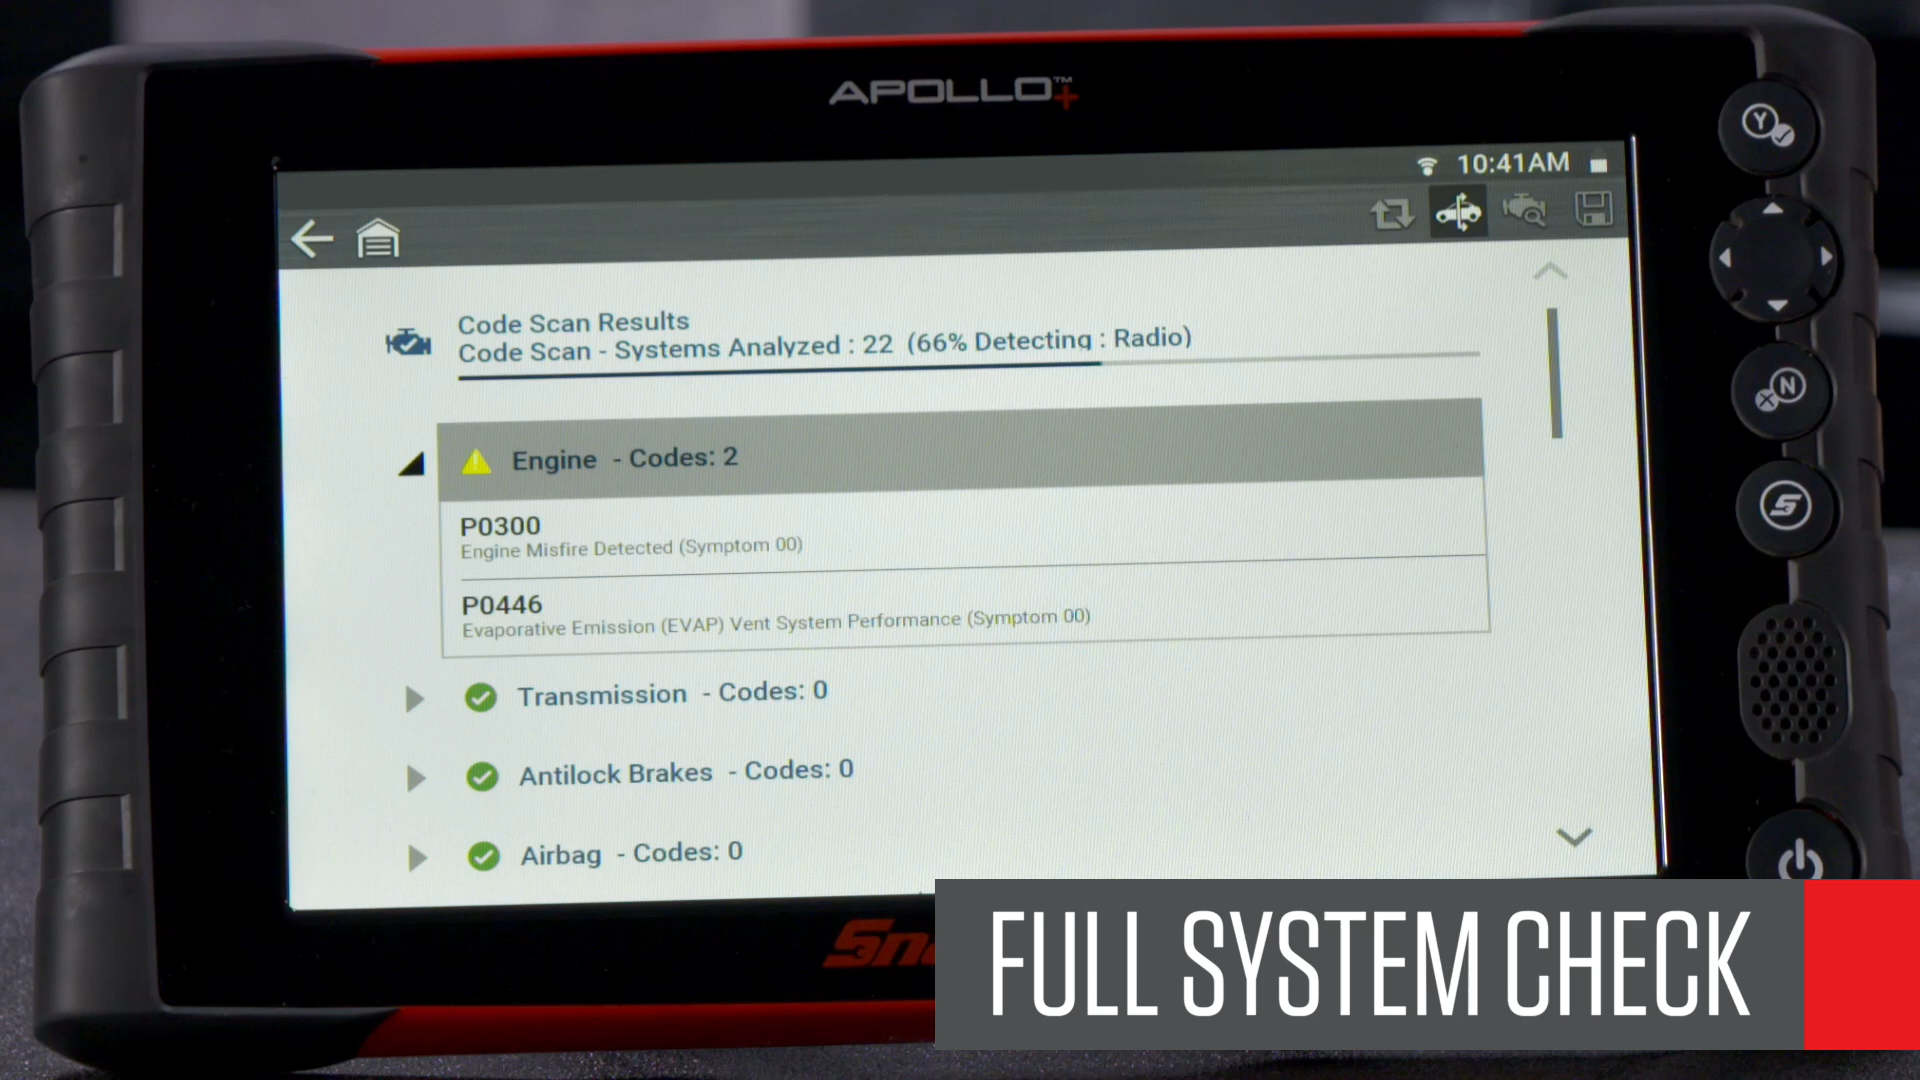 APOLLO™+
10:41AM
Y
Code Scan Results
Code Scan - Systems Analyzed : 22 (66% Detecting : Radio)
N
Engine - Codes: 2
P0300
Engine Misfire Detected (Symptom 00)
S
P0446
Evaporative Emission (EVAP) Vent System Performance (Symptom 00)
Transmission - Codes: 0
Antilock Brakes - Codes: 0
Airbag - Codes: 0
FULL SYSTEM CHECK